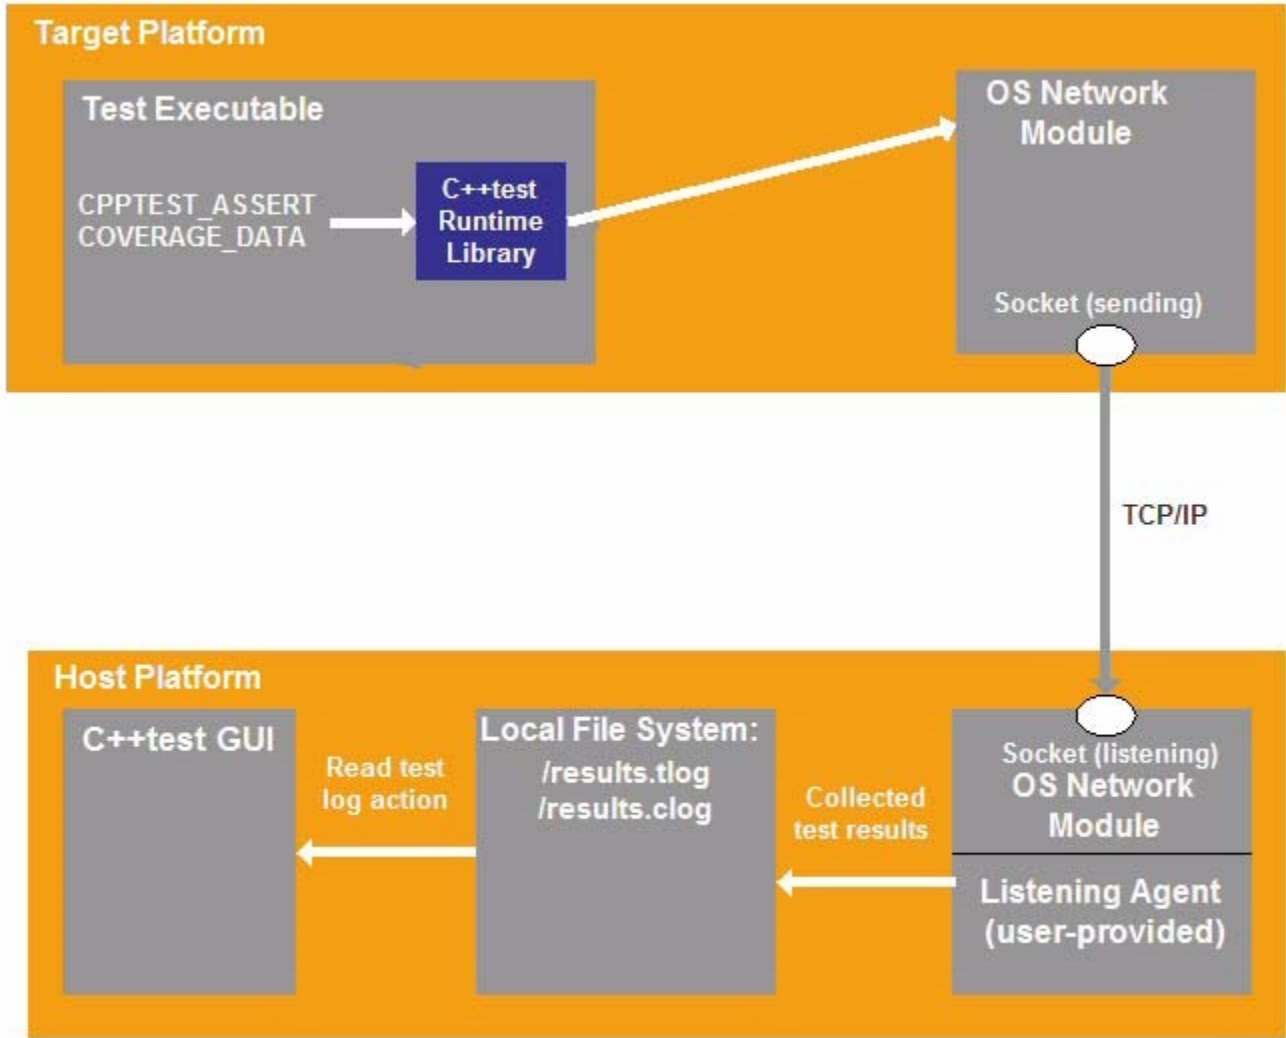 Target Platform
Test Executable
CPPTEST_ASSERT
COVERAGE_DATA
C++test
Runtime
Library
OS Network
Module
Socket (sending)
TCP/IP
Host Platform
C++test GUI
Read test
log action
Local File System:
/results.tlog
/results.clog
Collected
test results
Socket (listening)
OS Network
Module
Listening Agent
(user-provided)